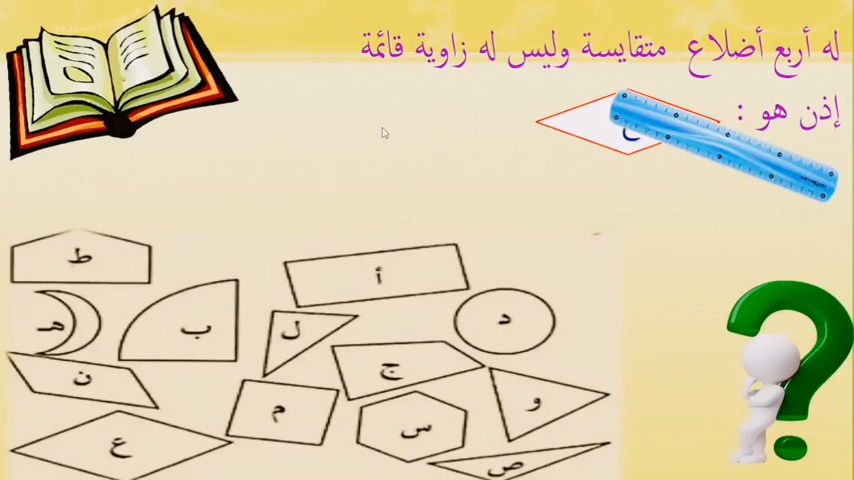 له أربع أضلاع متقايسة وليس له زاوية قائمة
إذن هو :
ط
أ
هـ
ب
ل
د
ج
ن
م
و
ع
س
ص